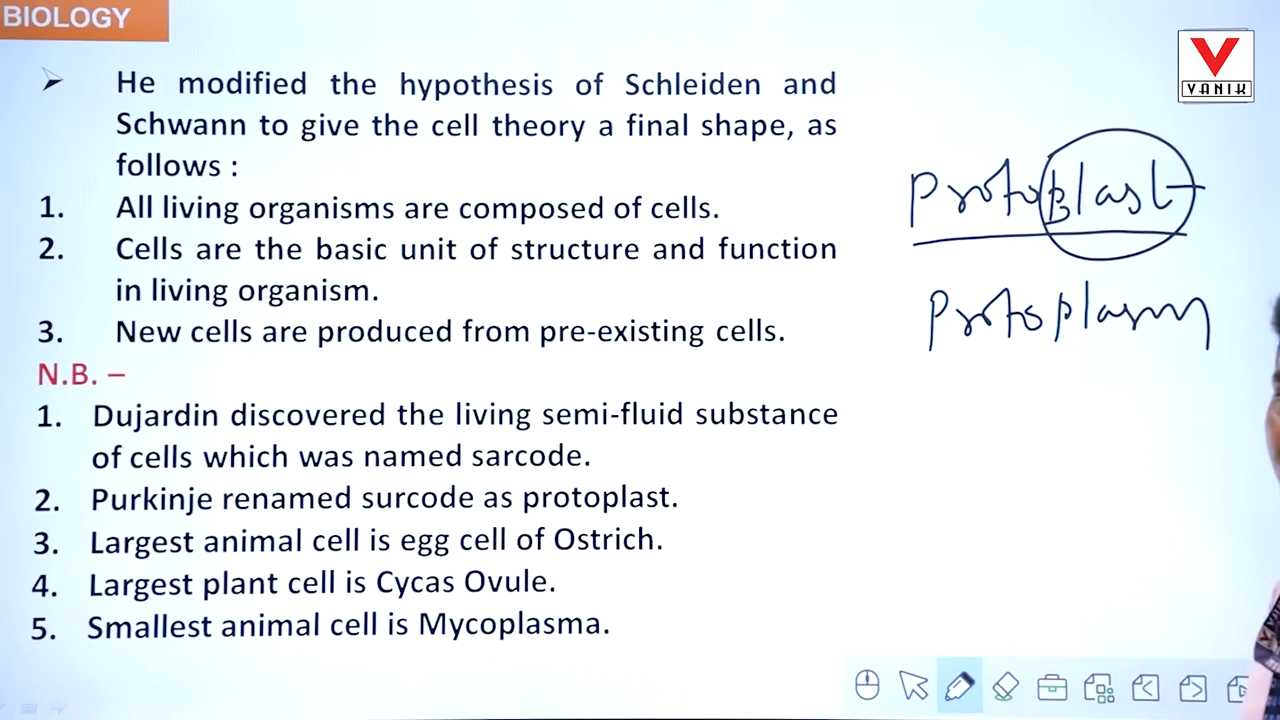 BIOLOGY
VANIK
➢ He modified the hypothesis of Schleiden and
Schwann to give the cell theory a final shape, as
follows :
1. All living organisms are composed of cells.
2. Cells are the basic unit of structure and function
in living organism.
3. New cells are produced from pre-existing cells.
N.B. –
1. Dujardin discovered the living semi-fluid substance
of cells which was named sarcode.
2. Purkinje renamed surcode as protoplast.
3. Largest animal cell is egg cell of Ostrich.
4. Largest plant cell is Cycas Ovule.
5. Smallest animal cell is Mycoplasma.
Protoplast
Protoplasm